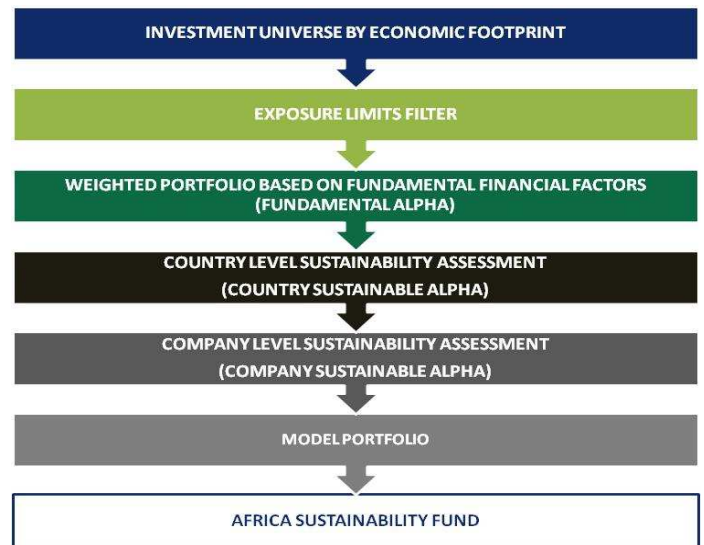 INVESTMENT UNIVERSE BY ECONOMIC FOOTPRINT
EXPOSURE LIMITS FILTER
WEIGHTED PORTFOLIO BASED ON FUNDAMENTAL FINANCIAL FACTORS
(FUNDAMENTAL ALPHA)
COUNTRY LEVEL SUSTAINABILITY ASSESSMENT
(COUNTRY SUSTAINABLE ALPHA)
COMPANY LEVEL SUSTAINABILITY ASSESSMENT
(COMPANY SUSTAINABLE ALPHA)
MODEL PORTFOLIO
AFRICA SUSTAINABILITY FUND